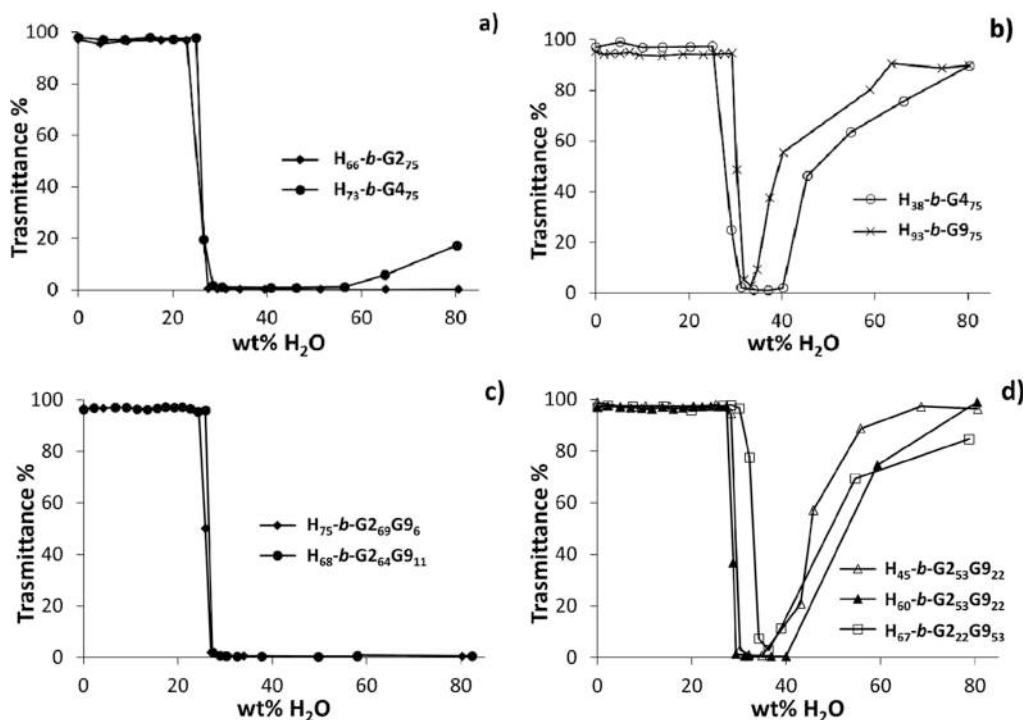 a)
Trasmittance %
100
80
60
40
20
0
H₆₆-b-G2₇₅
H₇₃-b-G4₇₅
0 20 40 60 80
wt% H₂O
b)
Trasmittance %
100
80
60
40
20
0
H₃₈-b-G4₇₅
H₉₃-b-G9₇₅
0 20 40 60 80
wt% H₂O
c)
Trasmittance %
100
80
60
40
20
0
H₇₅-b-G2₆₉G9₆
H₆₈-b-G2₆₄G9₁₁
0 20 40 60 80
wt% H₂O
d)
Trasmittance %
100
80
60
40
20
0
H₄₅-b-G2₅₃G9₂₂
H₆₀-b-G2₅₃G9₂₂
H₆₇-b-G2₂₂G9₅₃
0 20 40 60 80
wt% H₂O